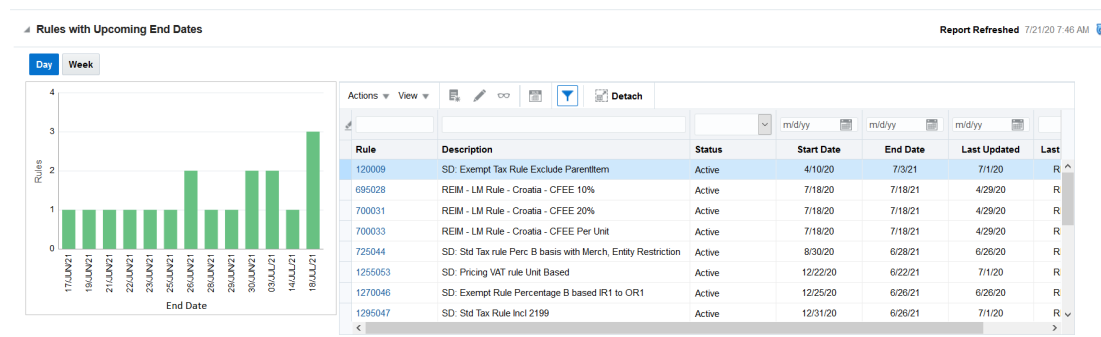 Rules with Upcoming End Dates
Report Refreshed 7/21/20 7:46 AM
Day Week
Actions View Detach
m/d/yy m/d/yy m/d/yy
Rule Description Status Start Date End Date Last Updated Last
120009 SD: Exempt Tax Rule Exclude ParentItem Active 4/10/20 7/3/21 7/1/20 R
695028 REIM - LM Rule - Croatia - CFEE 10% Active 7/18/20 7/18/21 4/29/20 R
700031 REIM - LM Rule - Croatia - CFEE 20% Active 7/18/20 7/18/21 4/29/20 R
700033 REIM - LM Rule - Croatia - CFEE Per Unit Active 7/18/20 7/18/21 4/29/20 R
725044 SD: Std Tax rule Perc B basis with Merch, Entity Restriction Active 8/30/20 6/28/21 6/26/20 R
1255053 SD: Pricing VAT rule Unit Based Active 12/22/20 6/22/21 7/1/20 R
1270046 SD: Exempt Rule Percentage B based IR1 to OR1 Active 12/25/20 6/26/21 6/26/20 R
1295047 SD: Std Tax Rule Incl 2199 Active 12/31/20 6/26/21 7/1/20 R
4
3
2
1
0
Rules
17/JUN/21
19/JUN/21
21/JUN/21
22/JUN/21
23/JUN/21
25/JUN/21
26/JUN/21
28/JUN/21
29/JUN/21
30/JUN/21
03/JUL/21
14/JUL/21
18/JUL/21
End Date